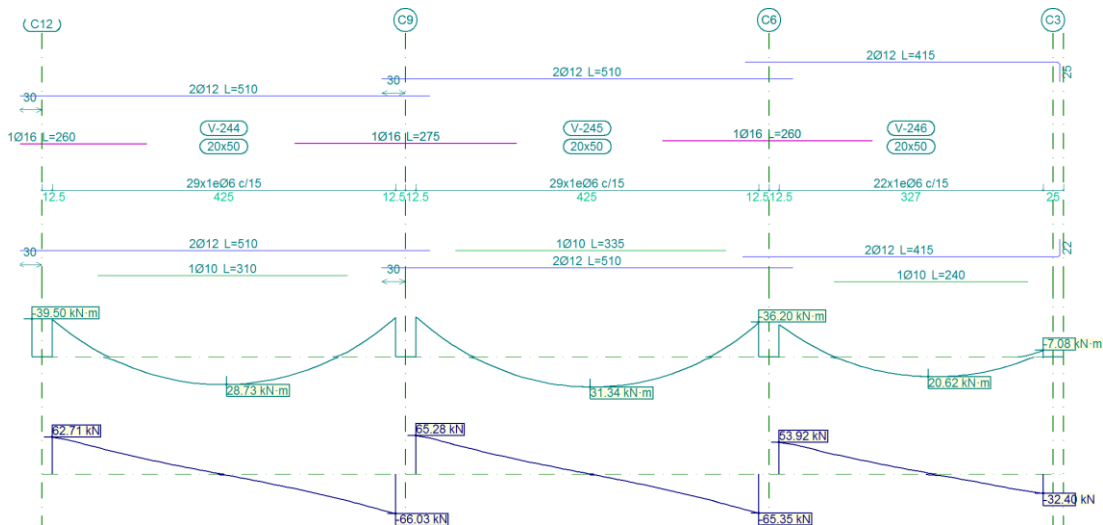 C12 C9 C6 C3
2Ø12 L=415
25
2Ø12 L=510
30
2Ø12 L=510
30
V-244 V-245 V-246
1Ø16 L=260 1Ø16 L=275 1Ø16 L=260
20x50 20x50 20x50
29x1eØ6 c/15 29x1eØ6 c/15 22x1eØ6 c/15
12.5 425 12.5 12.5 425 12.5 12.5 327 25
2Ø12 L=510 1Ø10 L=335 2Ø12 L=415
30 22
1Ø10 L=310 30 2Ø12 L=510 1Ø10 L=240
-39.50 kN·m -36.20 kN·m
-7.08 kN·m
28.73 kN·m 31.34 kN·m 20.62 kN·m
62.71 kN 65.28 kN 53.92 kN
-32.40 kN
-66.03 kN -65.35 kN